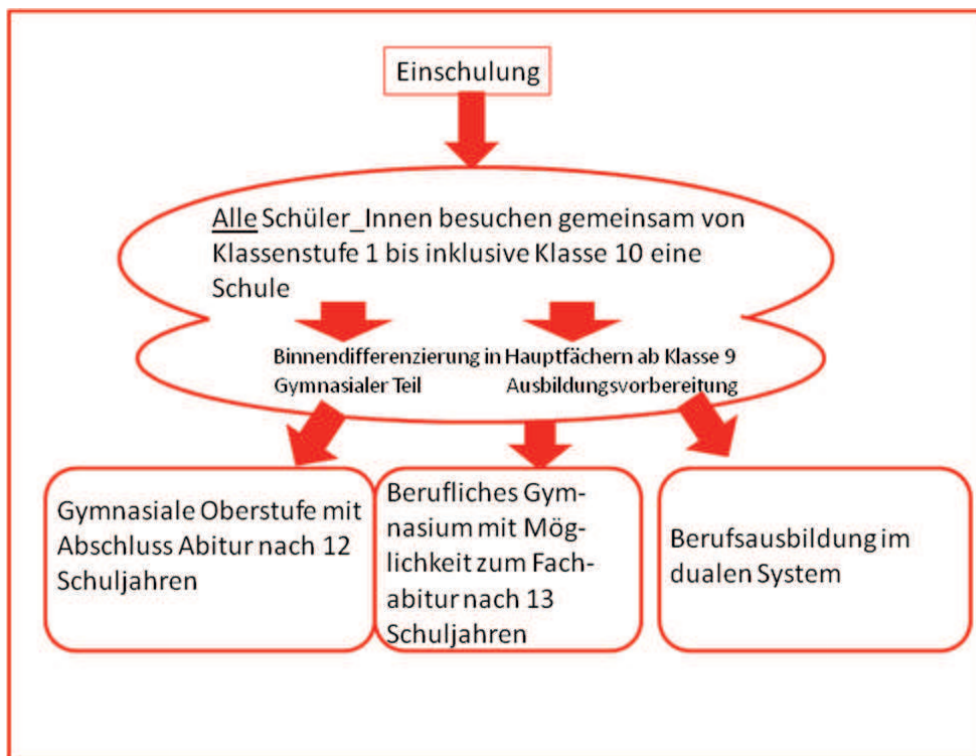 Einschulung
Alle Schüler_Innen besuchen gemeinsam von
Klassenstufe 1 bis inklusive Klasse 10 eine
Schule
Binnendifferenzierung in Hauptfächern ab Klasse 9
Gymnasialer Teil Ausbildungsvorbereitung
Gymnasiale Oberstufe mit
Abschluss Abitur nach 12
Schuljahren
Berufliches Gym-
nasium mit Mög-
lichkeit zum Fach-
abitur nach 13
Schuljahren
Berufsausbildung im
dualen System